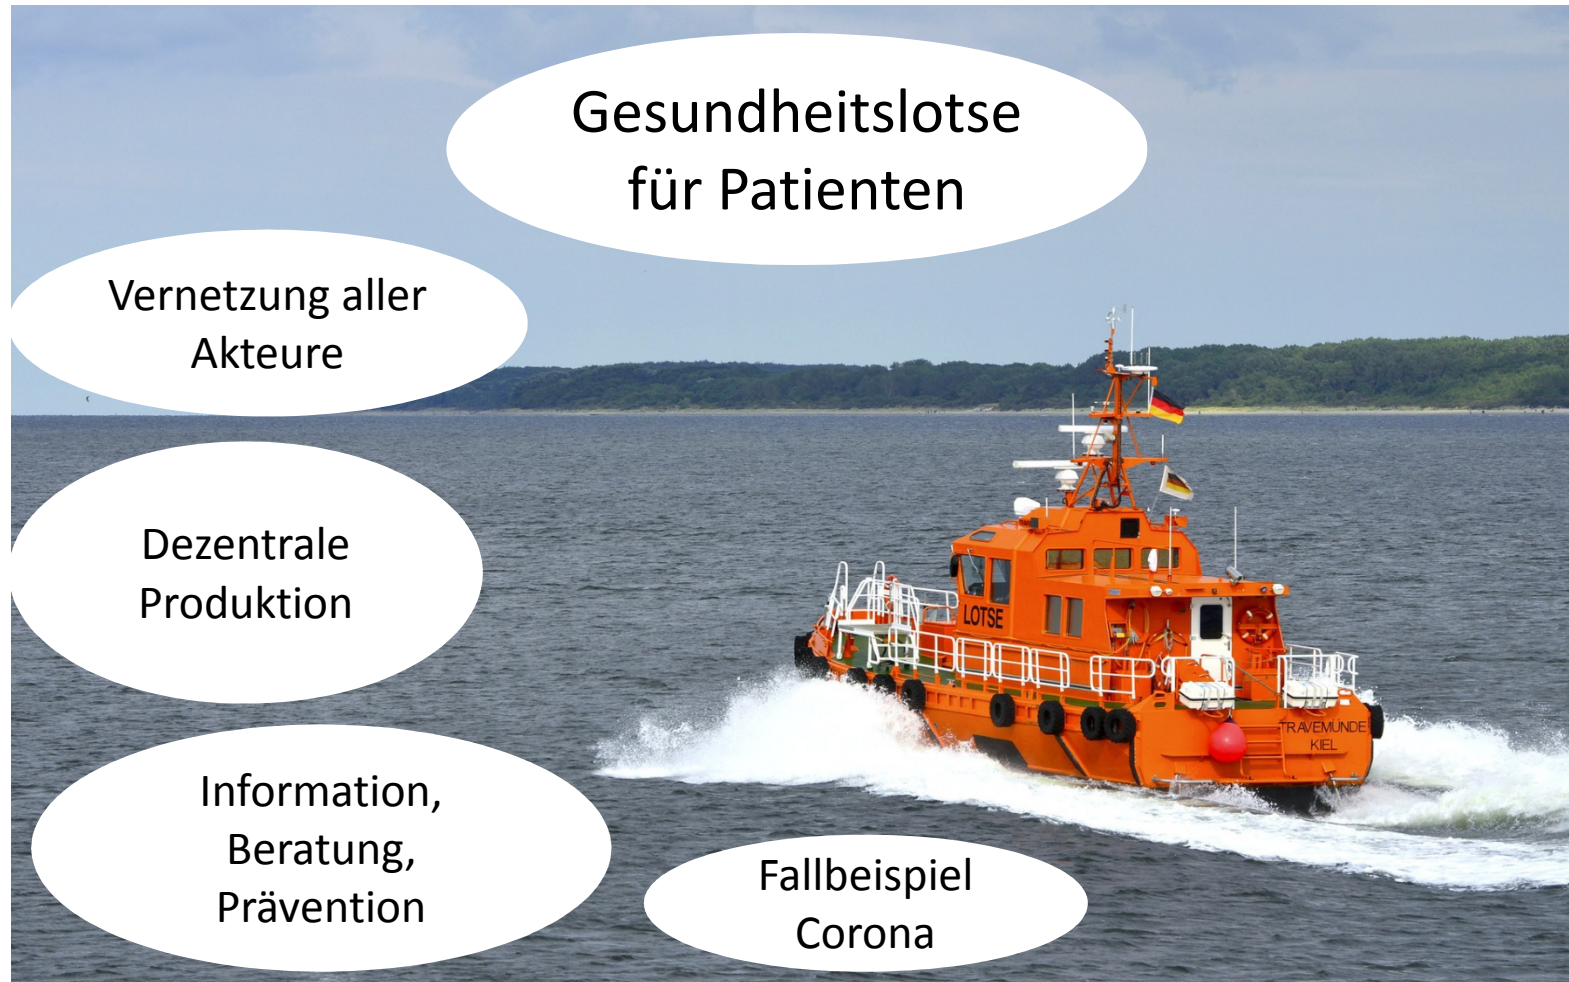 Gesundheitslotse
für Patienten
Vernetzung aller
Akteure
Dezentrale
Produktion
LOTSE
TRAVEMÜNDE
KIEL
Information,
Beratung,
Prävention
Fallbeispiel
Corona